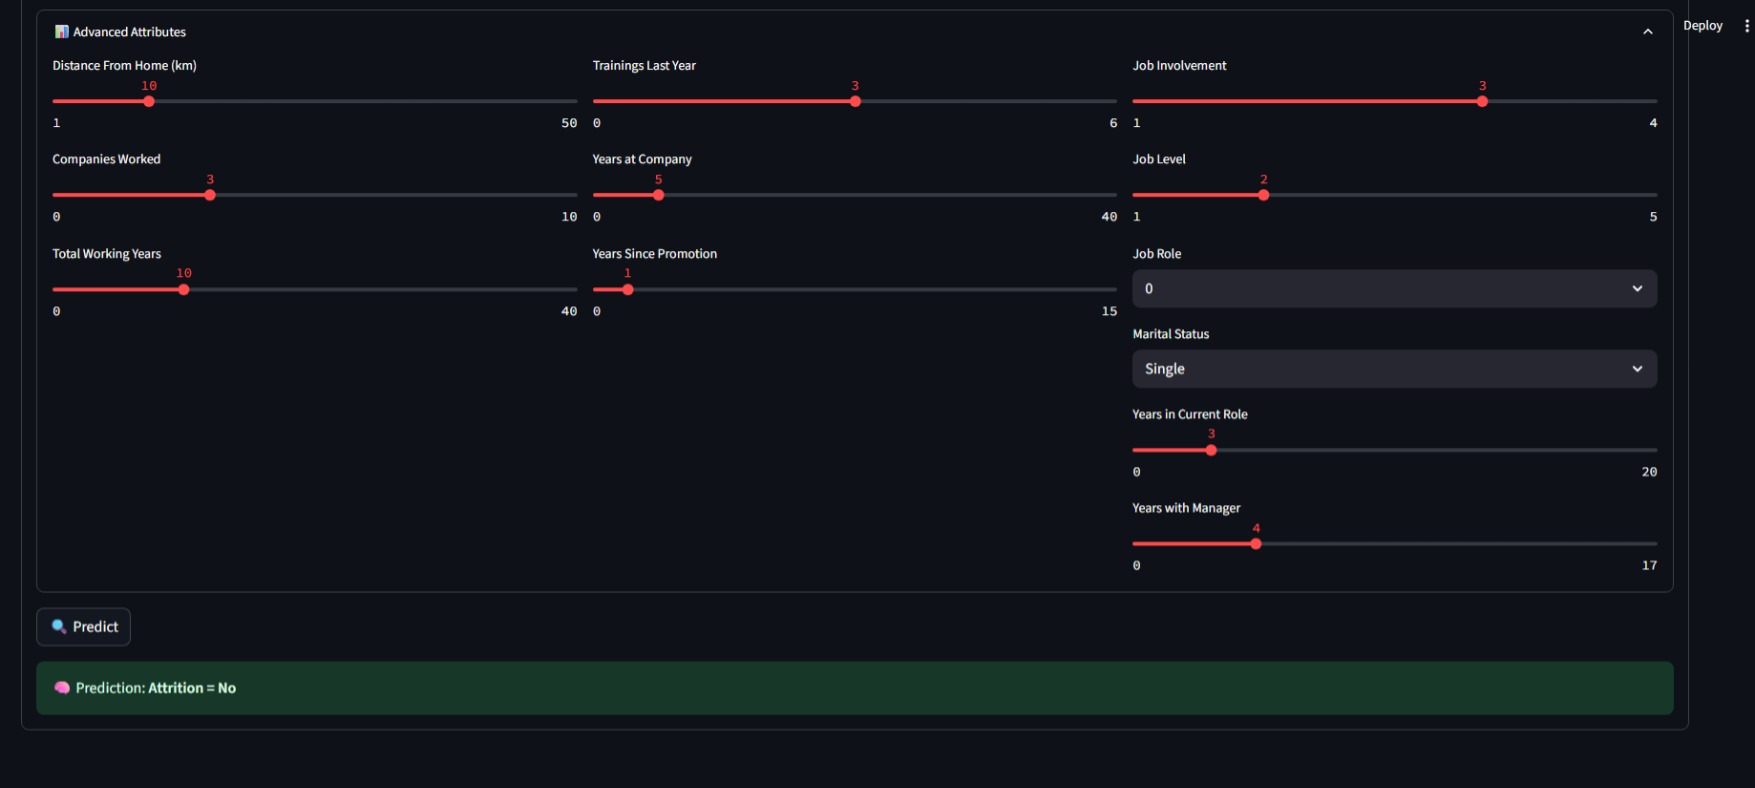 Advanced Attributes
Deploy
Distance From Home (km)
10
1 50
Companies Worked
3
0 10
Total Working Years
10
0 40
Trainings Last Year
3
0 6
Years at Company
5
0 40
Years Since Promotion
1
0 15
Job Involvement
3
1 4
Job Level
2
1 5
Job Role
0
Marital Status
Single
Years in Current Role
3
0 20
Years with Manager
4
0 17
Predict
Prediction: Attrition = No